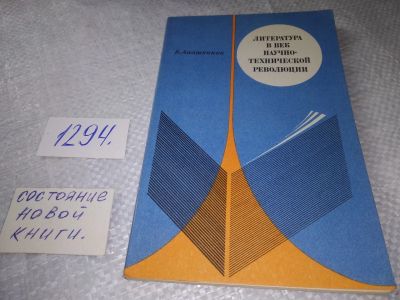 ЛИТЕРАТУРА
В ВЕК
НАУЧНО-
ТЕХНИЧЕСКОЙ
РЕВОЛЮЦИИ
1294.
СОСТОЯНИЕ
НОВОЙ
КНИГИ.